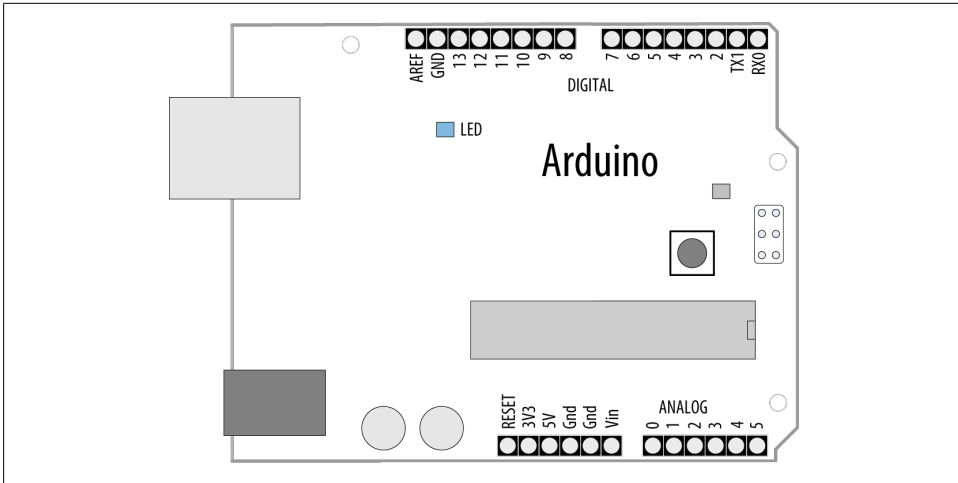 AREF GND 13 12 11 10 9 8 7 6 5 4 3 2 TX1 RX0
DIGITAL
LED
Arduino
ANALOG
RESET 3V3 5V Gnd Gnd Vin 0 1 2 3 4 5